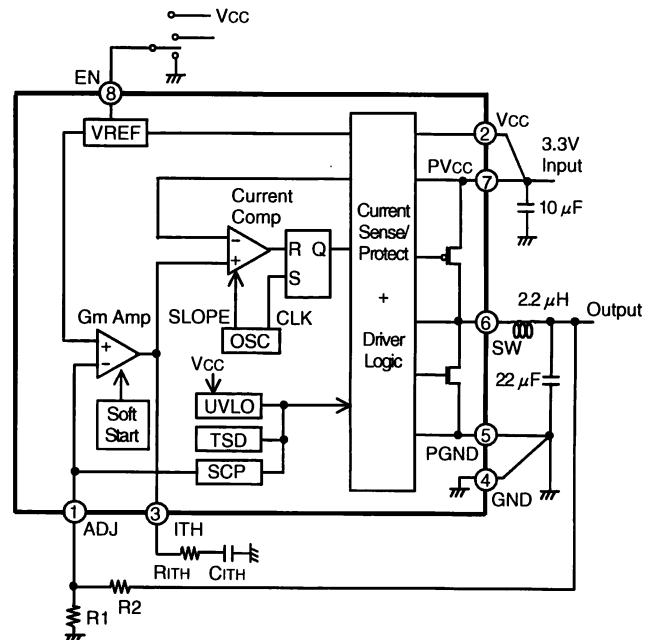 VCC
EN
8
VREF
2
VCC
3.3V
Input
PVCC
7
10 µF
Current
Comp
−
+
R Q
S
Current
Sense/
Protect
+
Driver
Logic
SLOPE
CLK
OSC
Gm Amp
+
−
Soft
Start
VCC
UVLO
TSD
SCP
2.2 µH
Output
6
SW
22 µF
5
PGND
4
GND
1
ADJ
3
ITH
RITH
CITH
R2
R1